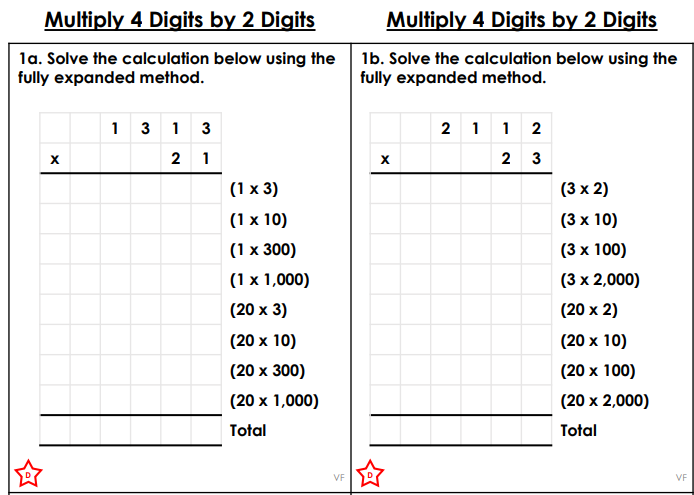 Multiply 4 Digits by 2 Digits
1a. Solve the calculation below using the
fully expanded method.
1 3 1 3
x 2 1
(1 x 3)
(1 x 10)
(1 x 300)
(1 x 1,000)
(20 x 3)
(20 x 10)
(20 x 300)
(20 x 1,000)
Total
D
VF
Multiply 4 Digits by 2 Digits
1b. Solve the calculation below using the
fully expanded method.
2 1 1 2
x 2 3
(3 x 2)
(3 x 10)
(3 x 100)
(3 x 2,000)
(20 x 2)
(20 x 10)
(20 x 100)
(20 x 2,000)
Total
D
VF